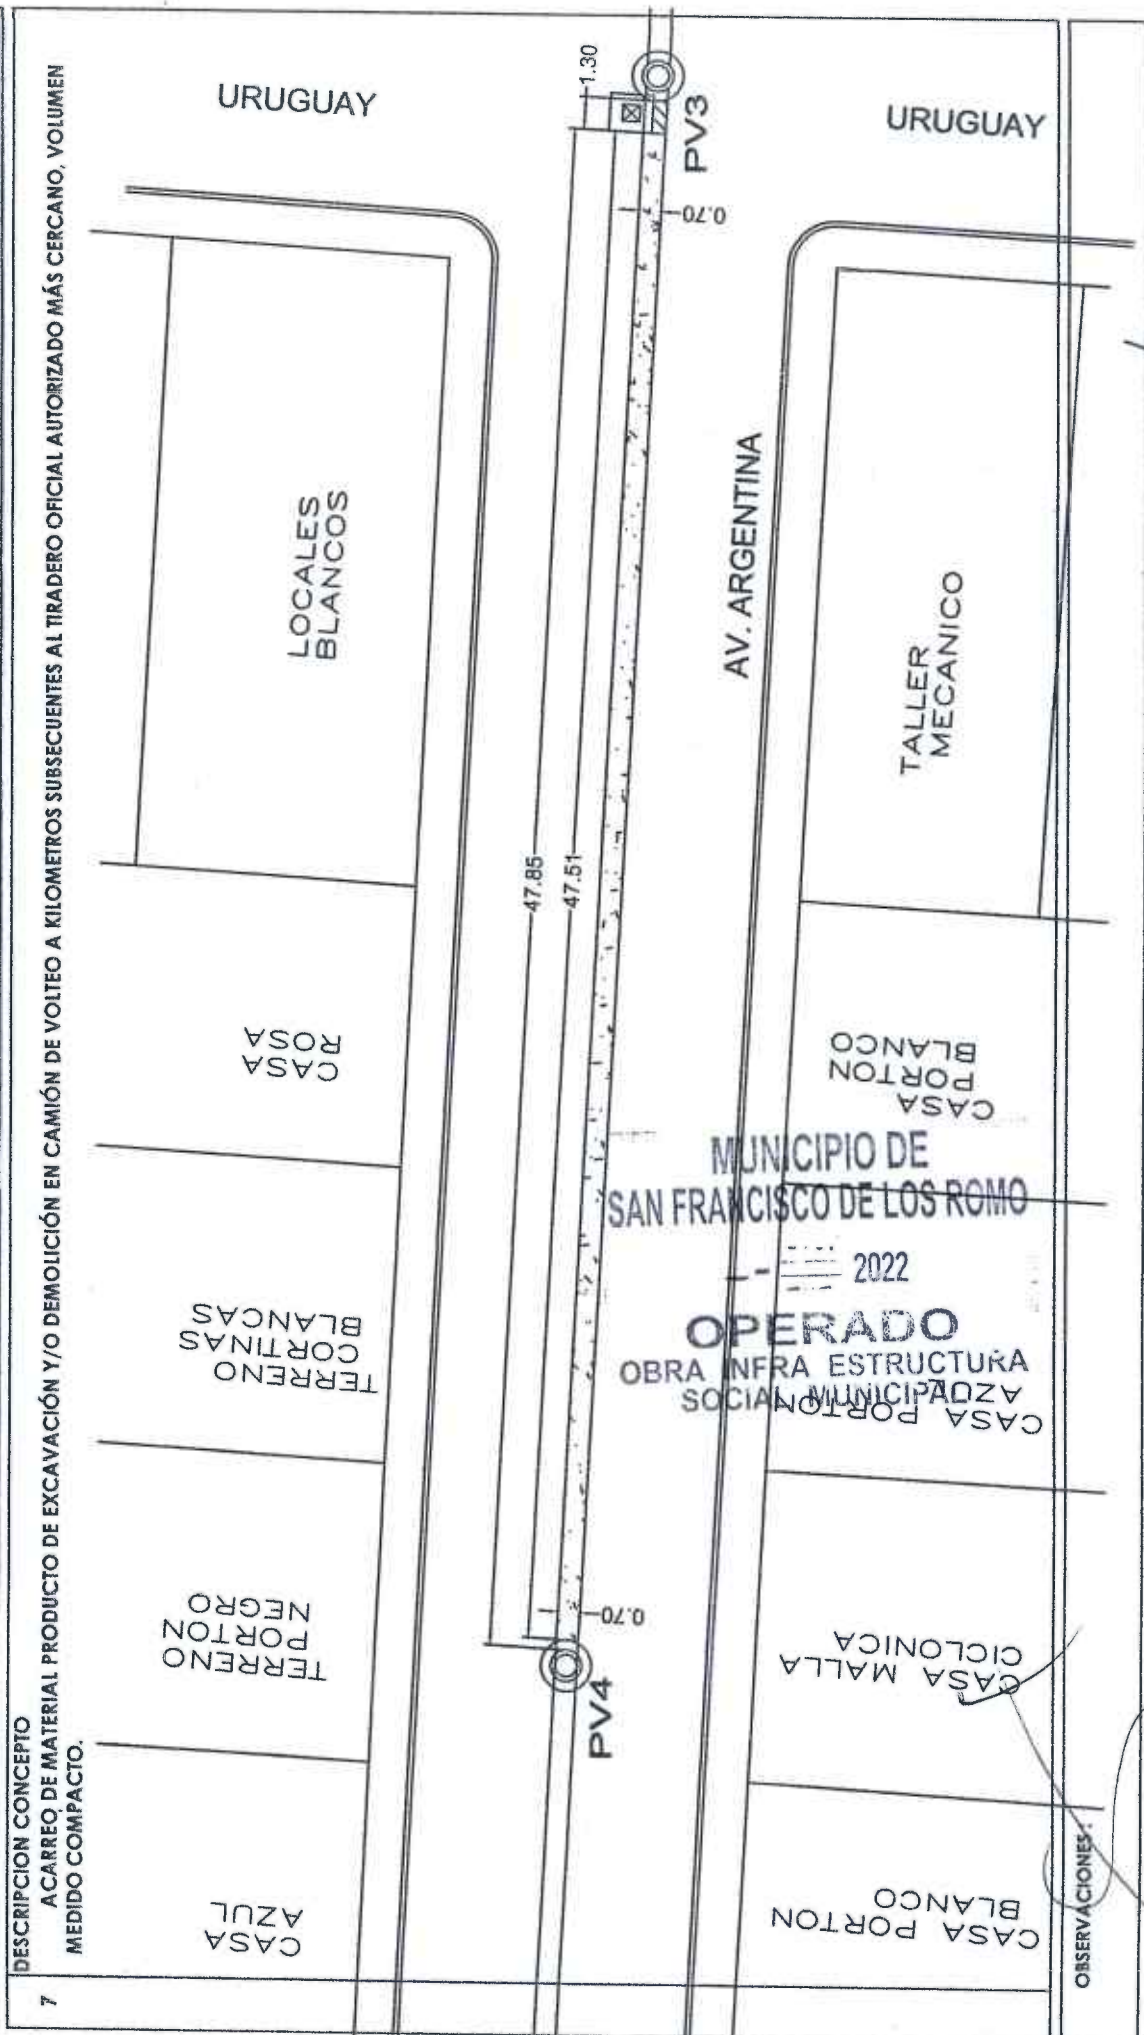 DESCRIPCION CONCEPTO
7
ACARREO DE MATERIAL PRODUCTO DE EXCAVACIÓN Y/O DEMOLICIÓN EN CAMIÓN DE VOLTEO A KILOMETROS SUBSECUENTES AL TIRADERO OFICIAL AUTORIZADO MÁS CERCANO, VOLUMEN
MEDIDO COMPACTO.
URUGUAY
LOCALES
BLANCOS
CASA
ROSA
TERRENO
CORTINAS
BLANCAS
TERRENO
PORTON
NEGRO
CASA
AZUL
1.30
47.85
47.51
0.70
0.70
PV3
PV4
AV. ARGENTINA
URUGUAY
TALLER
MECANICO
CASA
PORTON
BLANCO
CASA PORTON
AZUL
CASA MALLA
CICLONICA
CASA PORTON
BLANCO
MUNICIPIO DE
SAN FRANCISCO DE LOS ROMO
2022
OPERADO
OBRA INFRA ESTRUCTURA
SOCIAL MUNICIPAL
OBSERVACIONES: